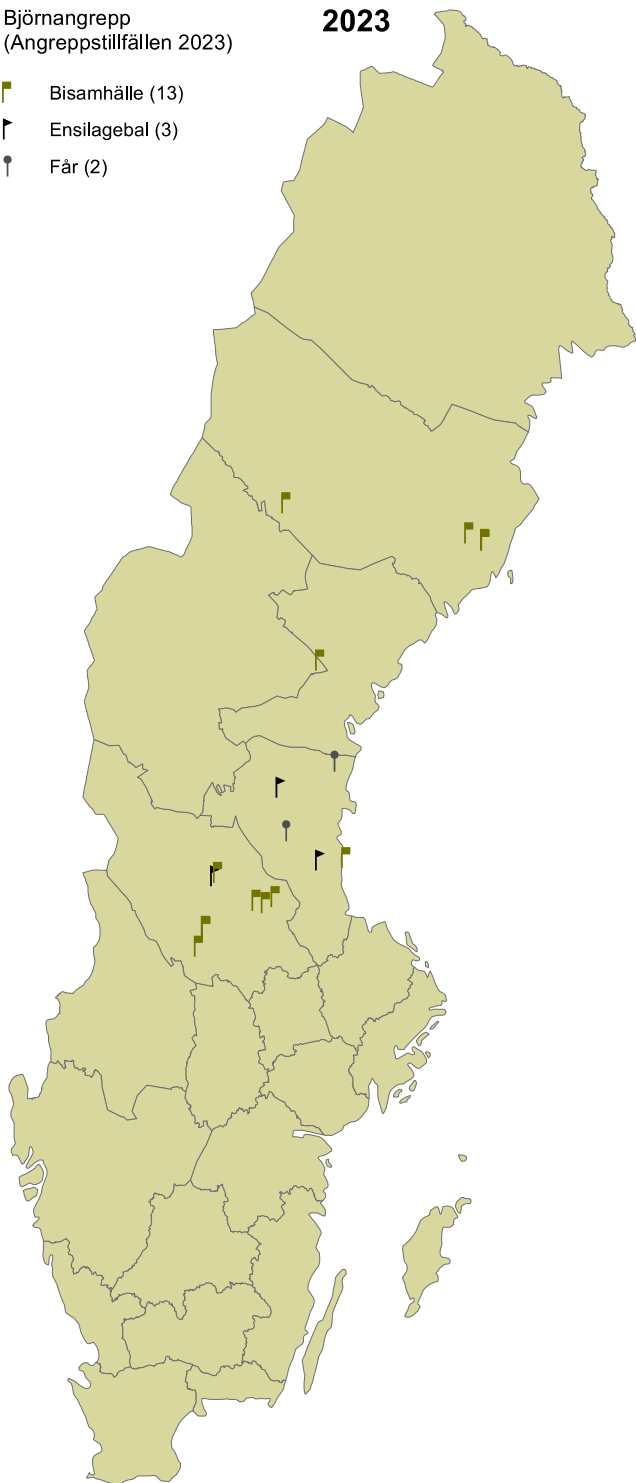 Björnangrepp
(Angreppstillfällen 2023)
2023
Bisamhälle (13)
Ensilagebal (3)
Får (2)